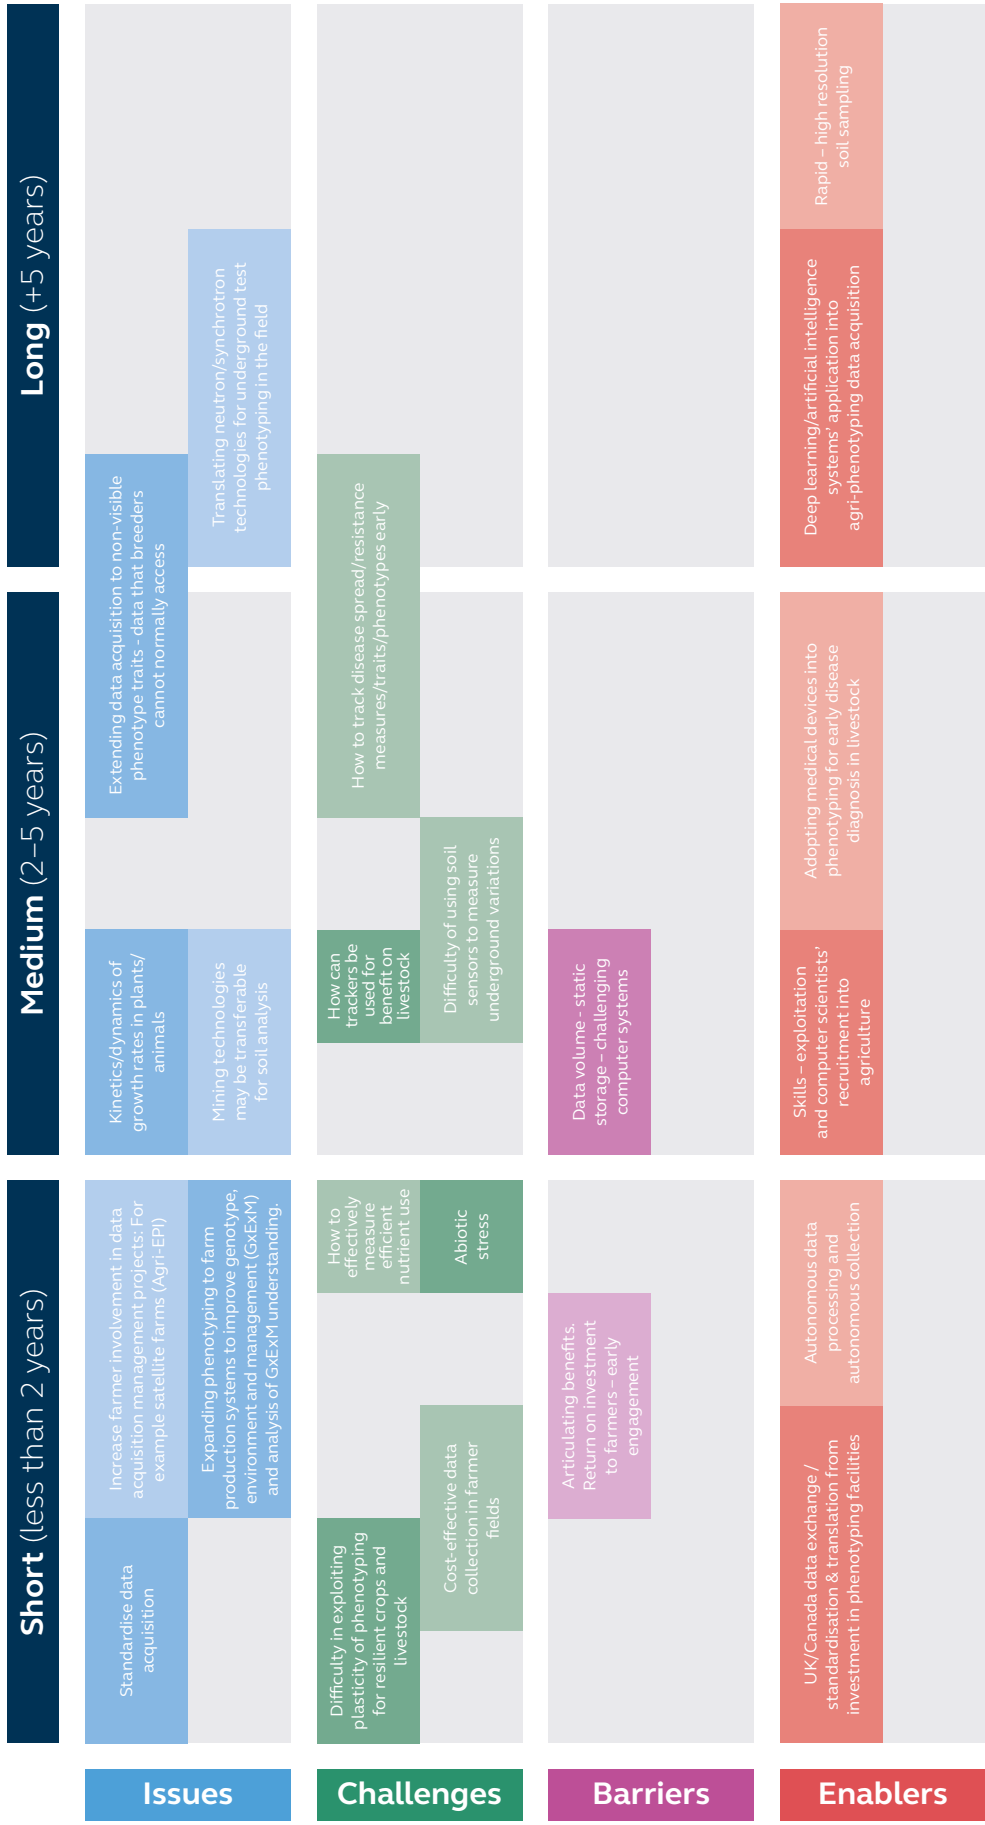 Short (less than 2 years)
Medium (2–5 years)
Long (+5 years)
Issues
Standardise data
acquisition
Increase farmer involvement in data
acquisition management projects: For
example satellite farms (Agri-EPI)
Expanding phenotyping to farm
production systems to improve genotype,
environment and management (GxExM)
and analysis of GxExM understanding.
Kinetics/dynamics of
growth rates in plants/
animals
Mining technologies
may be transferable
for soil analysis
Extending data acquisition to non-visible
phenotype traits - data that breeders
cannot normally access
Translating neutron/synchrotron
technologies for underground test
phenotyping in the field
Challenges
Difficulty in exploiting
plasticity of phenotyping
for resilient crops and
livestock
Cost-effective data
collection in farmer
fields
How to
effectively
measure
efficient
nutrient use
Abiotic
stress
How can
trackers be
used for
benefit on
livestock
Difficulty of using soil
sensors to measure
underground variations
How to track disease spread/resistance
measures/traits/phenotypes early
Barriers
Articulating benefits.
Return on investment
to farmers – early
engagement
Data volume - static
storage – challenging
computer systems
Enablers
UK/Canada data exchange /
standardisation & translation from
investment in phenotyping facilities
Autonomous data
processing and
autonomous collection
Skills – exploitation
and computer scientists’
recruitment into
agriculture
Adopting medical devices into
phenotyping for early disease
diagnosis in livestock
Deep learning/artificial intelligence
systems’ application into
agri-phenotyping data acquisition
Rapid – high resolution
soil sampling